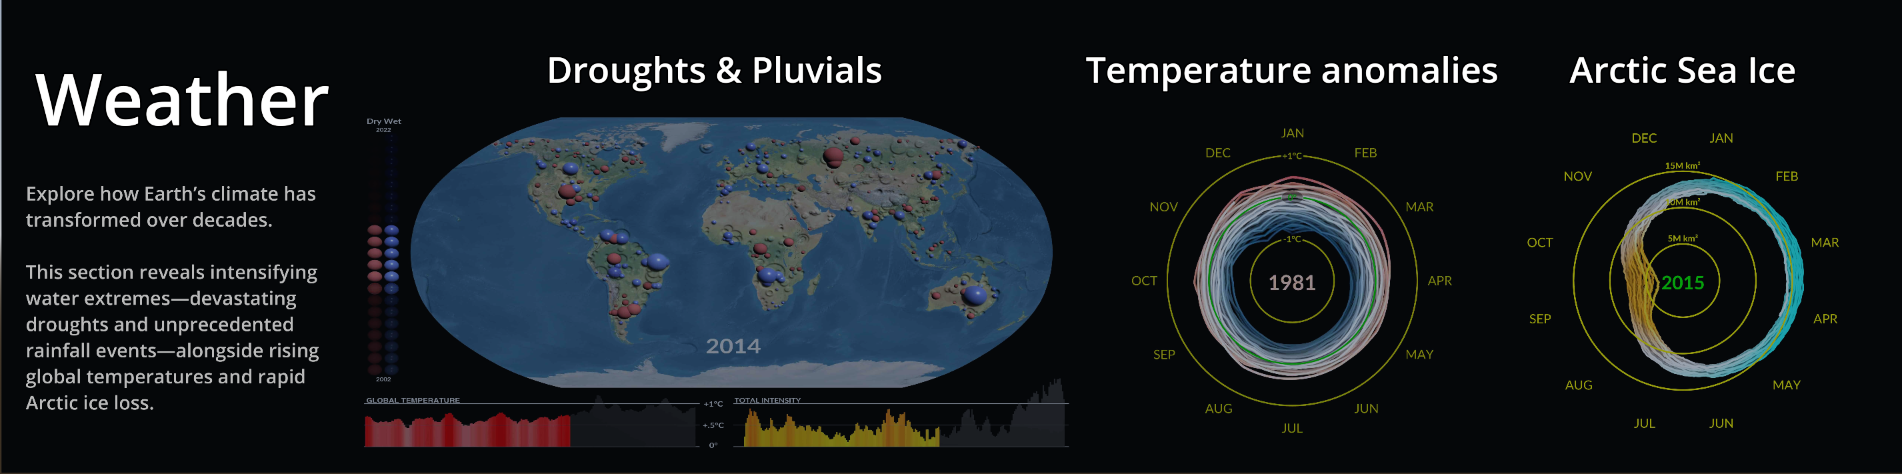 Weather
Explore how Earth's climate has
transformed over decades.
This section reveals intensifying
water extremes—devastating
droughts and unprecedented
rainfall events—alongside rising
global temperatures and rapid
Arctic ice loss.
Droughts & Pluvials
Dry Wet
2022
2002
2014
GLOBAL TEMPERATURE
+1°C
+.5°C
0°
TOTAL INTENSITY
Temperature anomalies
JAN
FEB
MAR
APR
MAY
JUN
JUL
AUG
SEP
OCT
NOV
DEC
+1°C
-1°C
1981
Arctic Sea Ice
JAN
FEB
MAR
APR
MAY
JUN
JUL
AUG
SEP
OCT
NOV
DEC
15M km²
5M km²
2015